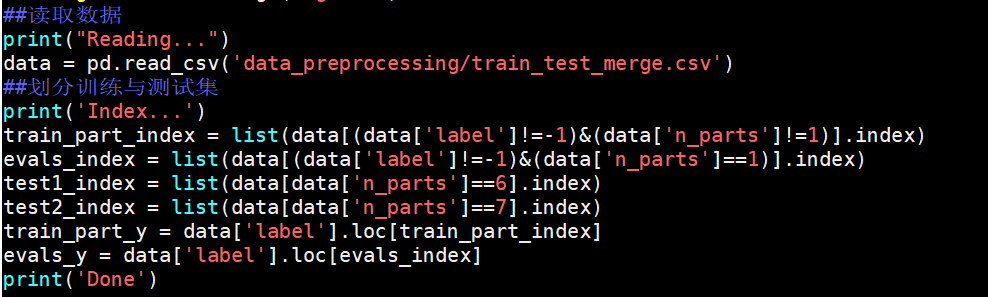 ##读取数据
print("Reading...")
data = pd.read_csv('data_preprocessing/train_test_merge.csv')
##划分训练与测试集
print('Index...')
train_part_index = list(data[(data['label']!=-1)&(data['n_parts']!=1)].index)
evals_index = list(data[(data['label']!=-1)&(data['n_parts']==1)].index)
test1_index = list(data[data['n_parts']==6].index)
test2_index = list(data[data['n_parts']==7].index)
train_part_y = data['label'].loc[train_part_index]
evals_y = data['label'].loc[evals_index]
print('Done')